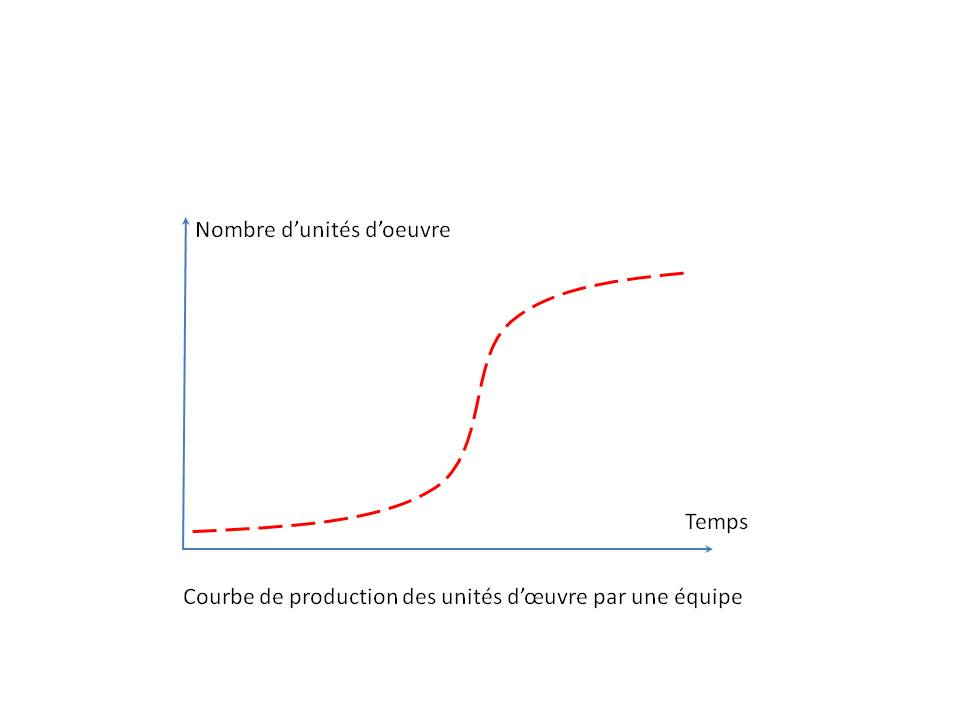 Nombre d’unités d’oeuvre
Temps
Courbe de production des unités d’œuvre par une équipe